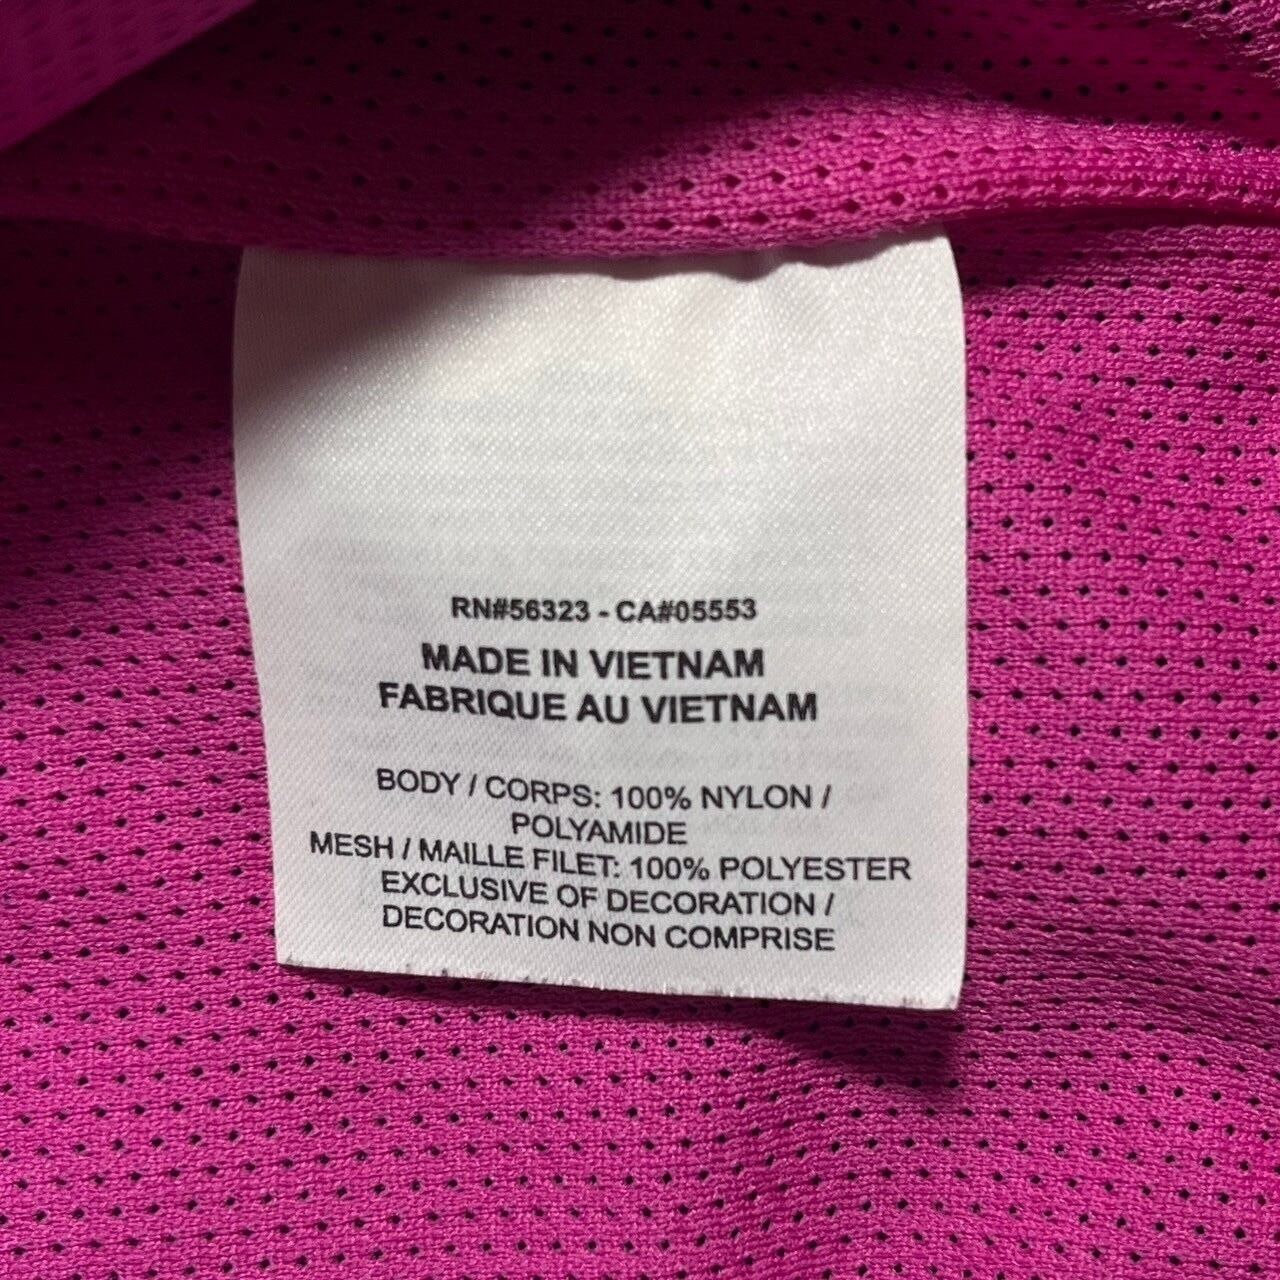 RN#56323 - CA#05553
MADE IN VIETNAM
FABRIQUE AU VIETNAM
BODY / CORPS: 100% NYLON /
POLYAMIDE
MESH / MAILLE FILET: 100% POLYESTER
EXCLUSIVE OF DECORATION /
DECORATION NON COMPRISE